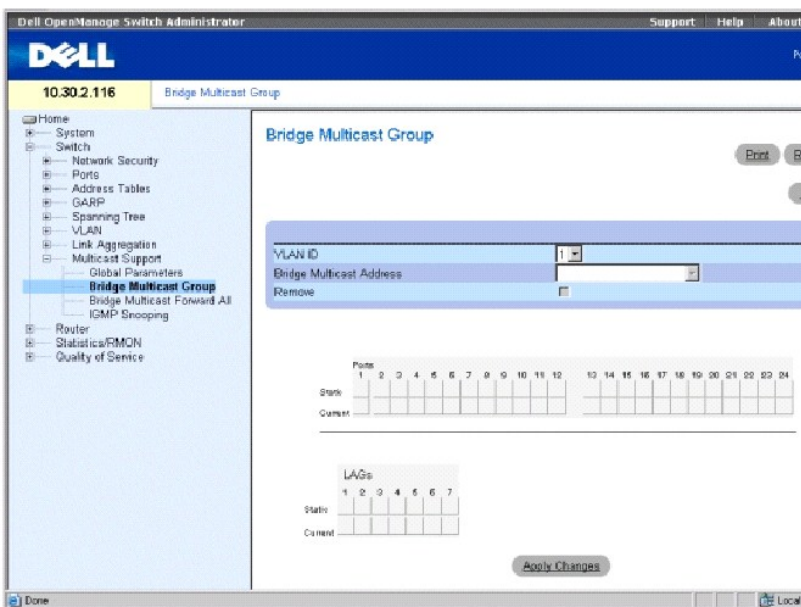 Dell OpenManage Switch Administrator
Support Help About
DELL
10.30.2.116
Bridge Multicast Group
Home
System
Switch
Network Security
Ports
Address Tables
GARP
Spanning Tree
VLAN
Link Aggregation
Multicast Support
Global Parameters
Bridge Multicast Group
Bridge Multicast Forward All
IGMP Snooping
Router
Statistics/RMON
Quality of Service
Bridge Multicast Group
Print
VLAN ID 1
Bridge Multicast Address
Remove
Ports
1 2 3 4 5 6 7 8 9 10 11 12 13 14 15 16 17 18 19 20 21 22 23 24
Static
Current
LAGs
1 2 3 4 5 6 7
Static
Current
Apply Changes
Done
Local